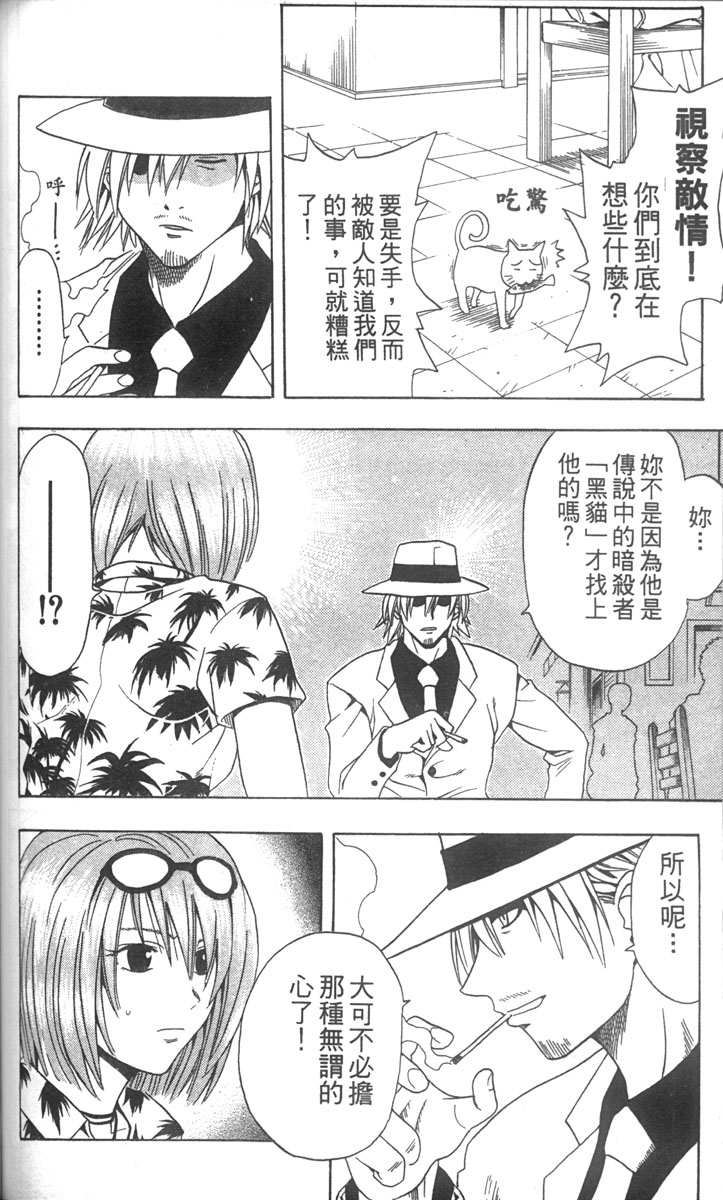 視察敵情！
你們到底在
想些什麼？
吃驚
要是失手，反而
被敵人知道我們
的事，可就糟糕
了！
呼——
………
妳…
妳不是因為他是
傳說中的暗殺者
「黑貓」才找上
他的嗎？
——!?
所以呢…
大可不必擔
那種無謂的
心了！